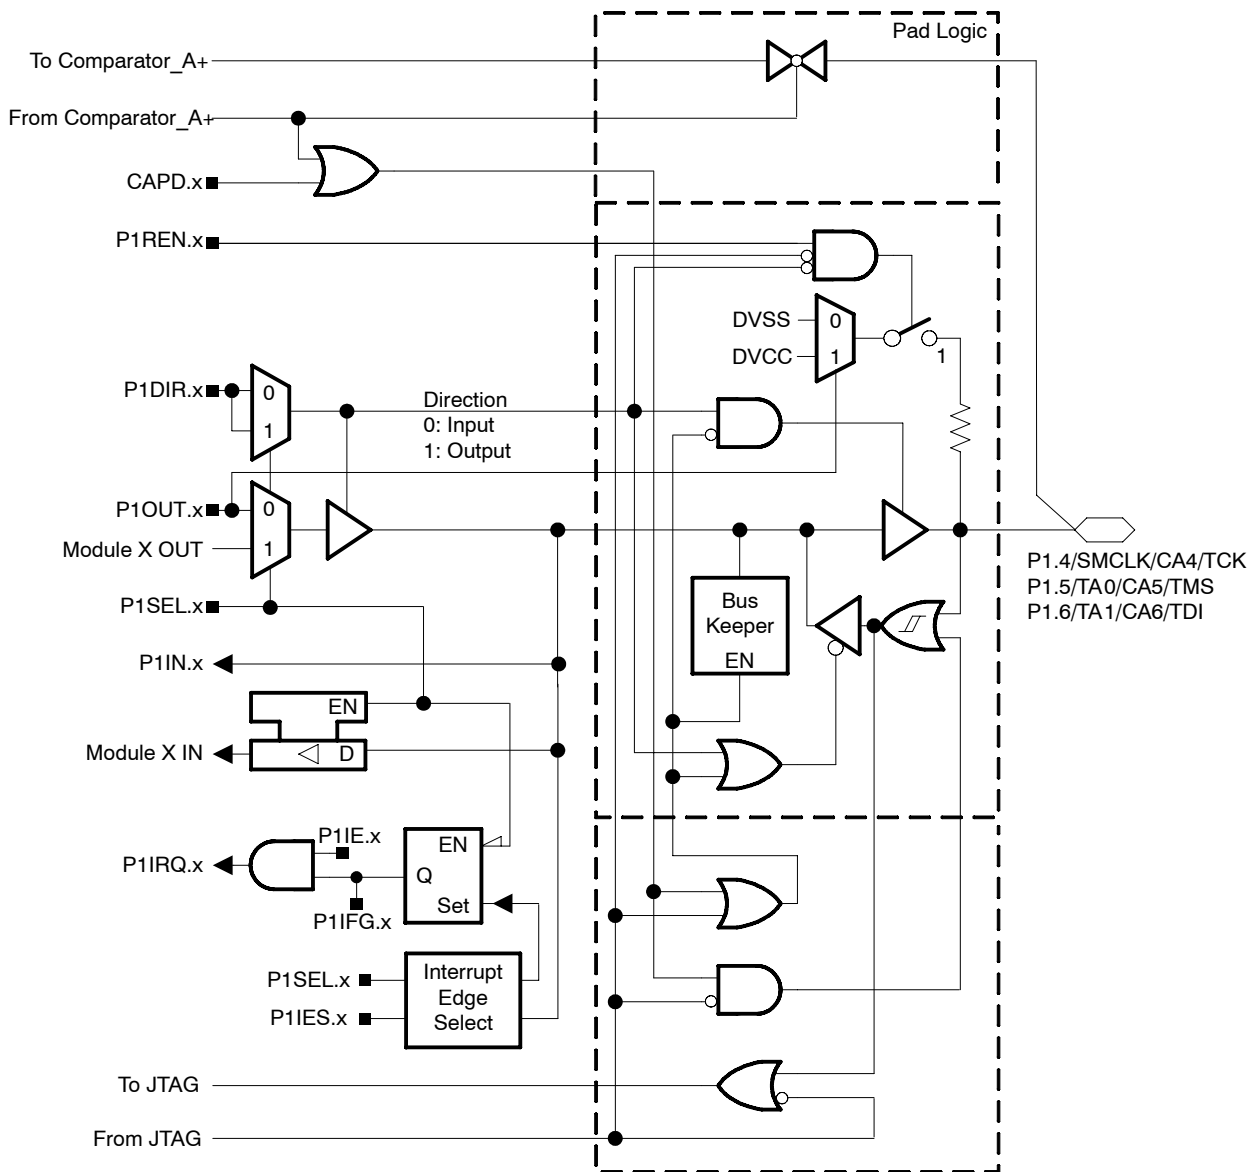 Pad Logic
To Comparator_A+
From Comparator_A+
CAPD.x
P1REN.x
DVSS
0
DVCC
1
1
P1DIR.x
0
1
Direction
0: Input
1: Output
P1OUT.x
0
Module X OUT
1
P1SEL.x
P1.4/SMCLK/CA4/TCK
P1.5/TA0/CA5/TMS
P1.6/TA1/CA6/TDI
Bus
Keeper
EN
P1IN.x
EN
Module X IN
D
P1IE.x
P1IRQ.x
EN
Q
Set
P1IFG.x
P1SEL.x
P1IES.x
Interrupt
Edge
Select
To JTAG
From JTAG